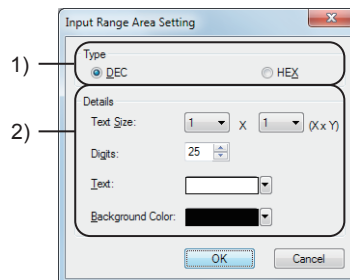 Input Range Area Setting
x
1)
Type
DEC
HEX
2)
Details
Text Size: 1 X 1 (X x Y)
Digits: 25
Text:
Background Color:
OK Cancel